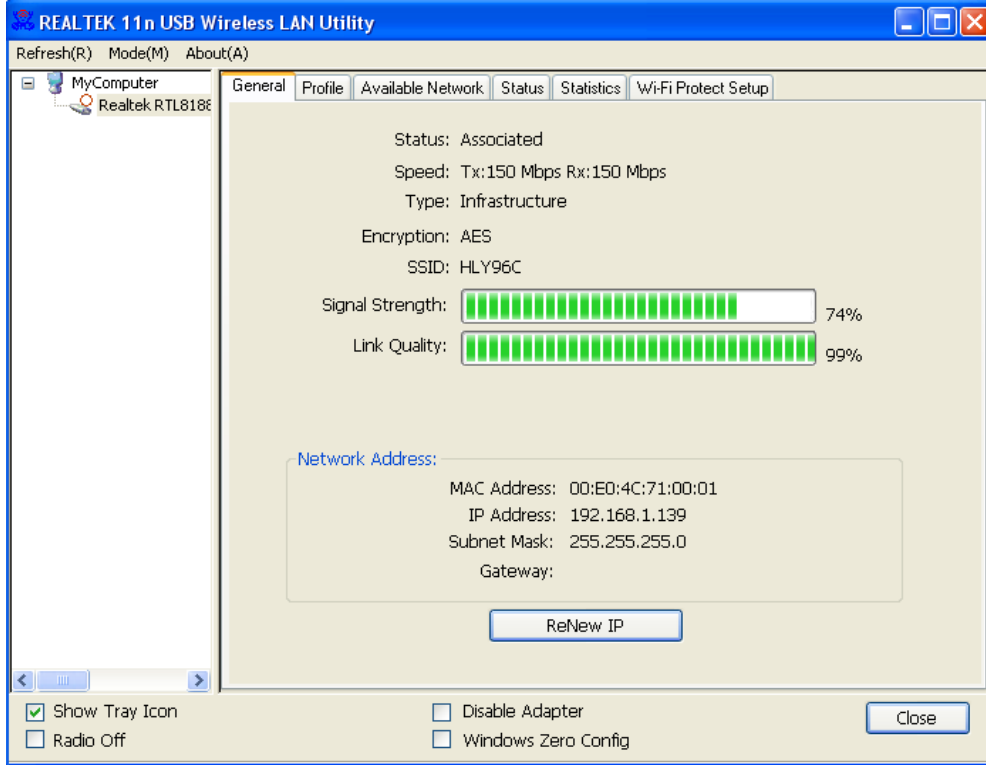 REALTEK 11n USB Wireless LAN Utility
Refresh(R) Mode(M) About(A)
MyComputer
Realtek RTL8188
General Profile Available Network Status Statistics Wi-Fi Protect Setup
Status: Associated
Speed: Tx:150 Mbps Rx:150 Mbps
Type: Infrastructure
Encryption: AES
SSID: HLY96C
Signal Strength: 74%
Link Quality: 99%
Network Address:
MAC Address: 00:E0:4C:71:00:01
IP Address: 192.168.1.139
Subnet Mask: 255.255.255.0
Gateway:
ReNew IP
Show Tray Icon Disable Adapter Close
Radio Off Windows Zero Config